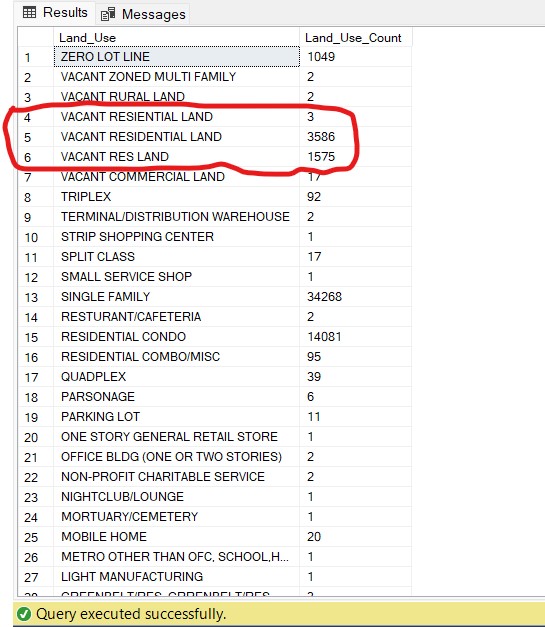 Results Messages
Land_Use Land_Use_Count
1 ZERO LOT LINE 1049
2 VACANT ZONED MULTI FAMILY 2
3 VACANT RURAL LAND 2
4 VACANT RESIENTIAL LAND 3
5 VACANT RESIDENTIAL LAND 3586
6 VACANT RES LAND 1575
7 VACANT COMMERCIAL LAND 17
8 TRIPLEX 92
9 TERMINAL/DISTRIBUTION WAREHOUSE 2
10 STRIP SHOPPING CENTER 1
11 SPLIT CLASS 17
12 SMALL SERVICE SHOP 1
13 SINGLE FAMILY 34268
14 RESTURANT/CAFETERIA 2
15 RESIDENTIAL CONDO 14081
16 RESIDENTIAL COMBO/MISC 95
17 QUADPLEX 39
18 PARSONAGE 6
19 PARKING LOT 11
20 ONE STORY GENERAL RETAIL STORE 1
21 OFFICE BLDG (ONE OR TWO STORIES) 2
22 NON-PROFIT CHARITABLE SERVICE 2
23 NIGHTCLUB/LOUNGE 1
24 MORTUARY/CEMETERY 1
25 MOBILE HOME 20
26 METRO OTHER THAN OFC, SCHOOL,H... 1
27 LIGHT MANUFACTURING 1
Query executed successfully.